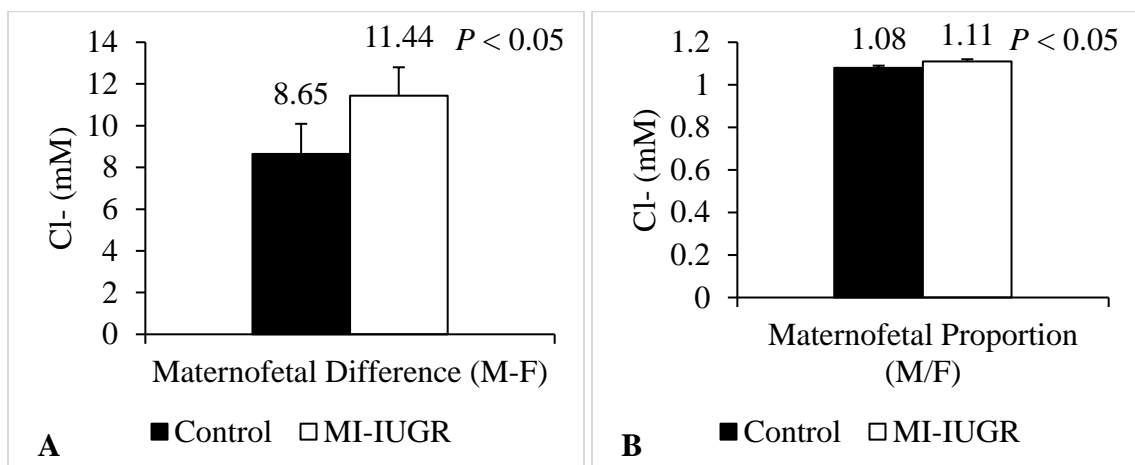 14
12
10
8
6
4
2
0
Cl- (mM)
8.65
11.44
P < 0.05
Maternofetal Difference (M-F)
Control MI-IUGR
A
1.2
1
0.8
0.6
0.4
0.2
0
Cl- (mM)
1.08
1.11
P < 0.05
Maternofetal Proportion
(M/F)
Control MI-IUGR
B